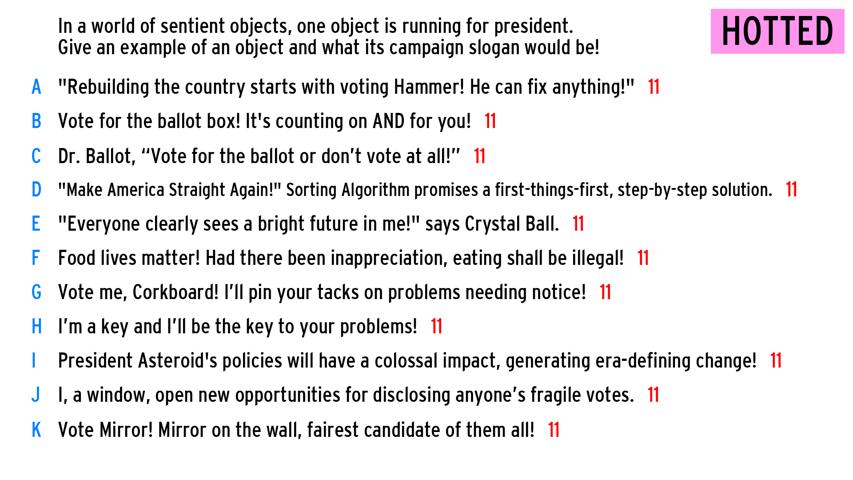 In a world of sentient objects, one object is running for president.
Give an example of an object and what its campaign slogan would be!
HOTTED
A "Rebuilding the country starts with voting Hammer! He can fix anything!" 11
B Vote for the ballot box! It's counting on AND for you! 11
C Dr. Ballot, “Vote for the ballot or don’t vote at all!” 11
D "Make America Straight Again!" Sorting Algorithm promises a first-things-first, step-by-step solution. 11
E "Everyone clearly sees a bright future in me!" says Crystal Ball. 11
F Food lives matter! Had there been inappreciation, eating shall be illegal! 11
G Vote me, Corkboard! I’ll pin your tacks on problems needing notice! 11
H I’m a key and I’ll be the key to your problems! 11
I President Asteroid's policies will have a colossal impact, generating era-defining change! 11
J I, a window, open new opportunities for disclosing anyone’s fragile votes. 11
K Vote Mirror! Mirror on the wall, fairest candidate of them all! 11